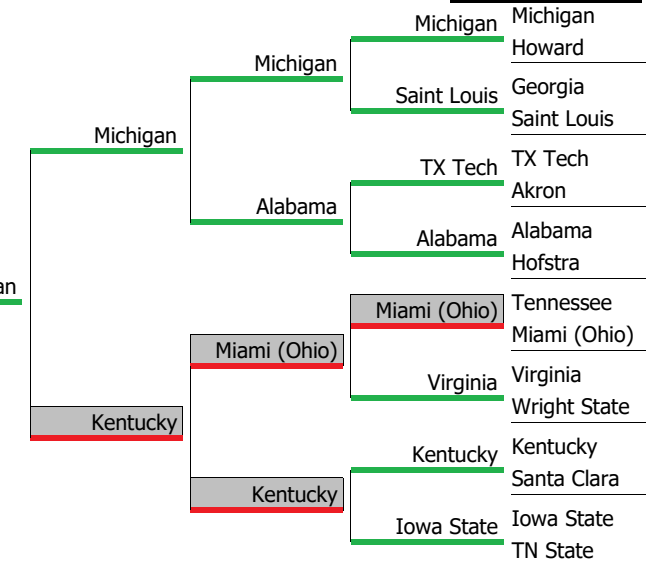 Michigan
Michigan
Howard
Michigan
Saint Louis
Georgia
Saint Louis
Michigan
TX Tech
TX Tech
Akron
Alabama
Alabama
Alabama
Hofstra
an
Miami (Ohio)
Tennessee
Miami (Ohio)
Miami (Ohio)
Virginia
Virginia
Wright State
Kentucky
Kentucky
Kentucky
Santa Clara
Kentucky
Iowa State
Iowa State
TN State